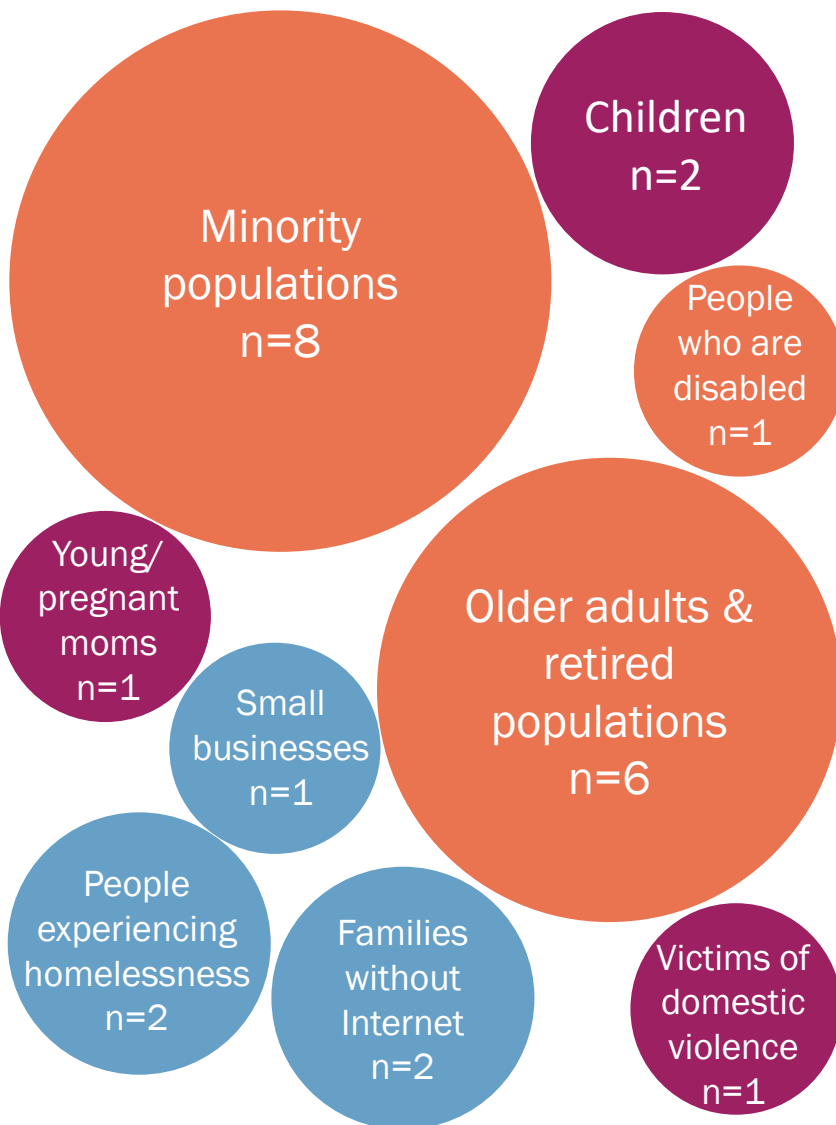 Minority
populations
n=8
Children
n=2
People
who are
disabled
n=1
Young/
pregnant
moms
n=1
Older adults &
retired
populations
n=6
Small
businesses
n=1
People
experiencing
homelessness
n=2
Families
without
Internet
n=2
Victims of
domestic
violence
n=1